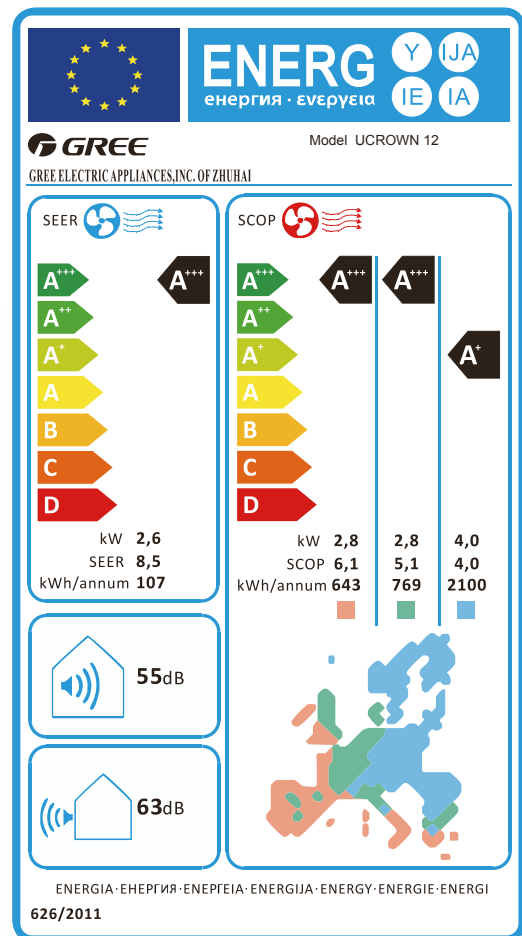 ENERG
енергия · ενεργεια
Y IJA
IE IA
GREE
Model UCROWN 12
GREE ELECTRIC APPLIANCES,INC. OF ZHUHAI
SEER
A+++ A+++
A++
A+
A
B
C
D
kW 2,6
SEER 8,5
kWh/annum 107
SCOP
A+++ A+++ A+++
A++
A+ A+
A
B
C
D
kW 2,8 2,8 4,0
SCOP 6,1 5,1 4,0
kWh/annum 643 769 2100
55dB
63dB
ENERGIA·ЕНЕРГИЯ·ΕΝΕΡΓΕΙΑ·ENERGIJA·ENERGY·ENERGIE·ENERGI
626/2011